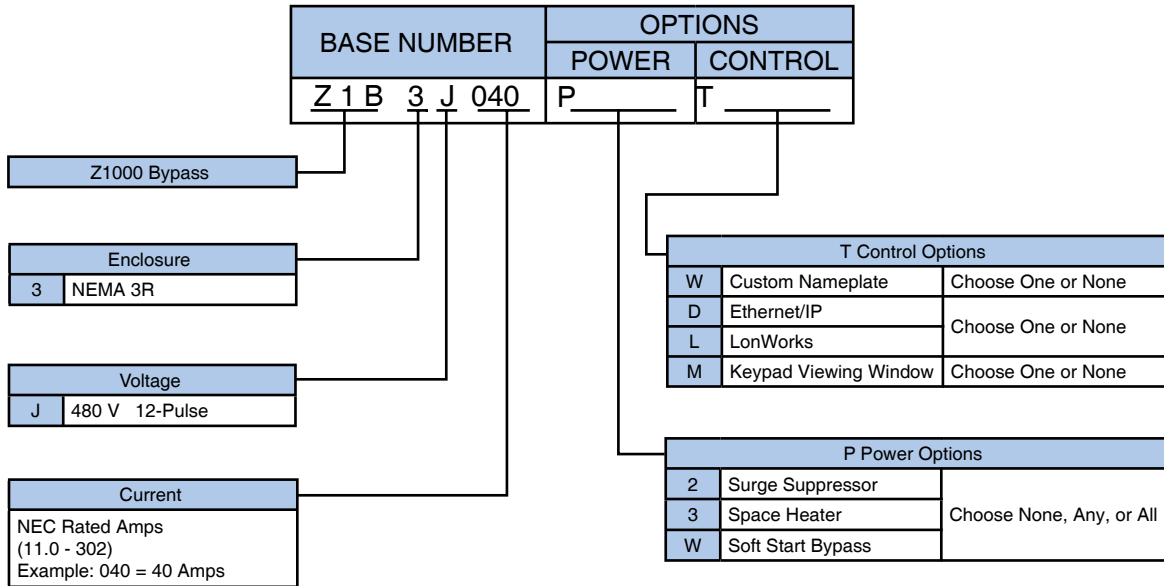 BASE NUMBER
OPTIONS
POWER
CONTROL
Z 1 B 3 J 040
P
T
Z1000 Bypass
Enclosure
3 NEMA 3R
Voltage
J 480 V 12-Pulse
Current
NEC Rated Amps
(11.0 - 302)
Example: 040 = 40 Amps
T Control Options
W Custom Nameplate Choose One or None
D Ethernet/IP
Choose One or None
L LonWorks
M Keypad Viewing Window Choose One or None
P Power Options
2 Surge Suppressor
3 Space Heater Choose None, Any, or All
W Soft Start Bypass